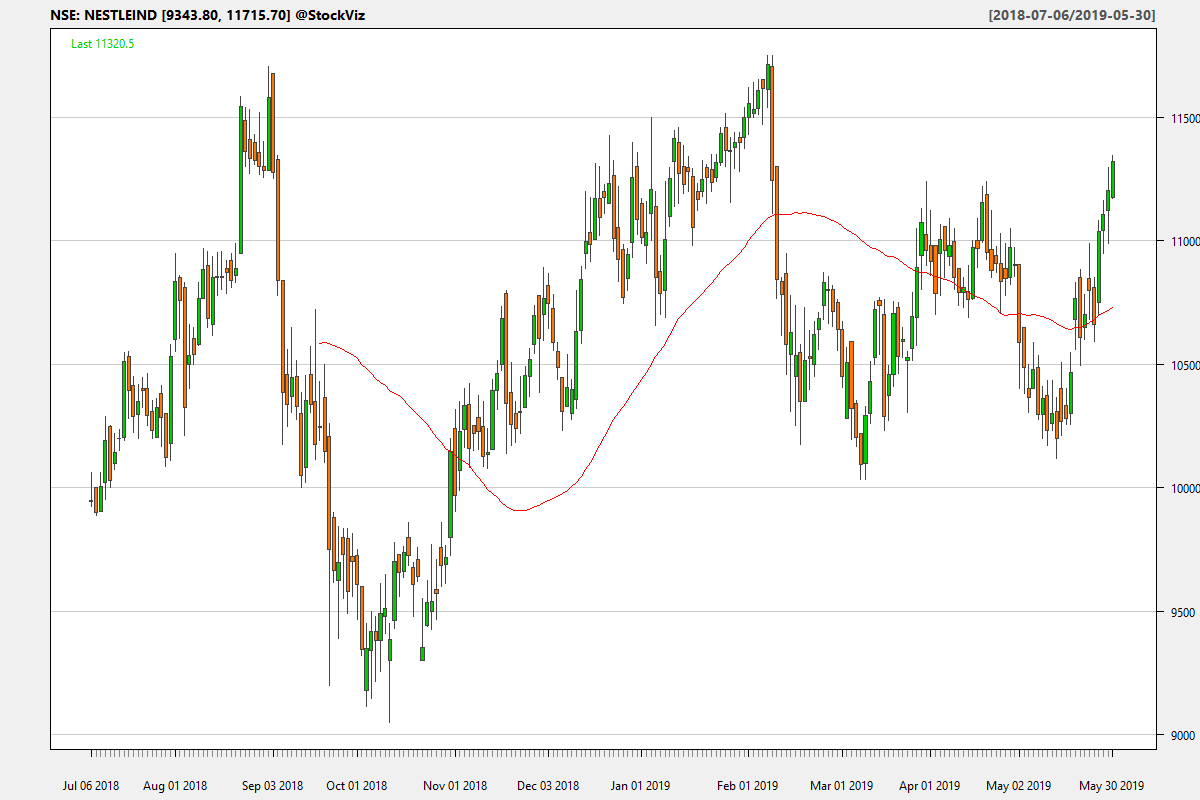 NSE: NESTLEIND [9343.80, 11715.70] @StockViz
[2018-07-06/2019-05-30]
Last 11320.5
11500
11000
10500
10000
9500
9000
Jul 06 2018
Aug 01 2018
Sep 03 2018
Oct 01 2018
Nov 01 2018
Dec 03 2018
Jan 01 2019
Feb 01 2019
Mar 01 2019
Apr 01 2019
May 02 2019
May 30 2019